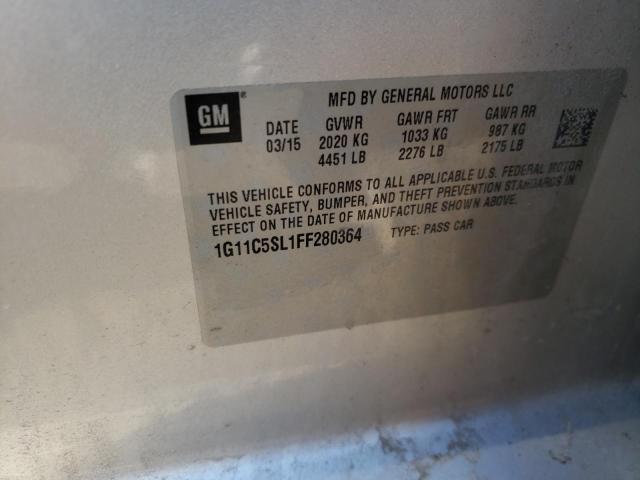 GM®
MFD BY GENERAL MOTORS LLC
DATE GVWR GAWR FRT GAWR RR
03/15 2020 KG 1033 KG 987 KG
4451 LB 2276 LB 2175 LB
THIS VEHICLE CONFORMS TO ALL APPLICABLE U.S. FEDERAL MOTOR
VEHICLE SAFETY, BUMPER, AND THEFT PREVENTION STANDARDS IN
EFFECT ON THE DATE OF MANUFACTURE SHOWN ABOVE.
1G11C5SL1FF280364 TYPE: PASS CAR